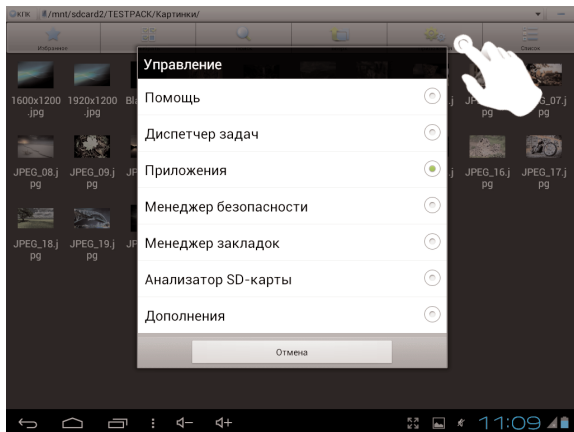 КПК /mnt/sdcard2/TESTPACK/Картинки/
Избранное
Список
Управление
Помощь
Диспетчер задач
Приложения
Менеджер безопасности
Менеджер закладок
Анализатор SD-карты
Дополнения
Отмена
1600x1200
.jpg
1920x1200
.jpg
JPEG_08.j
pg
JPEG_09.j
pg
JPEG_16.j
pg
JPEG_17.j
pg
JPEG_18.j
pg
JPEG_19.j
pg
11:09